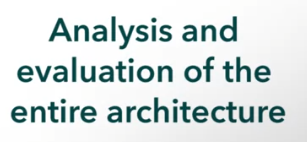 Analysis and
evaluation of the
entire architecture